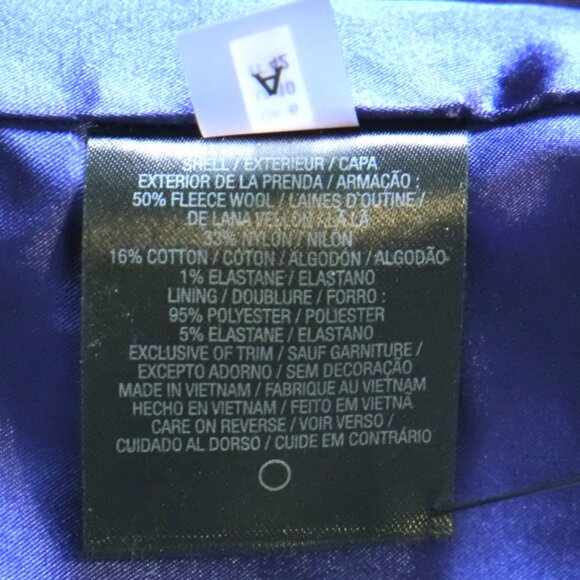 A
SHELL / EXTERIEUR / CAPA
EXTERIOR DE LA PRENDA / ARMAÇÃO :
50% FLEECE WOOL / LAINES D'OUTINE /
DE LANA VELLON / LÃ LÃ
33% NYLON / NILÓN
16% COTTON / COTON / ALGODÓN / ALGODÃO
1% ELASTANE / ELASTANO
LINING / DOUBLURE / FORRO :
95% POLYESTER / POLIESTER
5% ELASTANE / ELASTANO
EXCLUSIVE OF TRIM / SAUF GARNITURE /
EXCEPTO ADORNO / SEM DECORAÇÃO
MADE IN VIETNAM / FABRIQUE AU VIETNAM
HECHO EN VIETNAM / FEITO EM VIETNÃ
CARE ON REVERSE / VOIR VERSO /
CUIDADO AL DORSO / CUIDE EM CONTRÁRIO